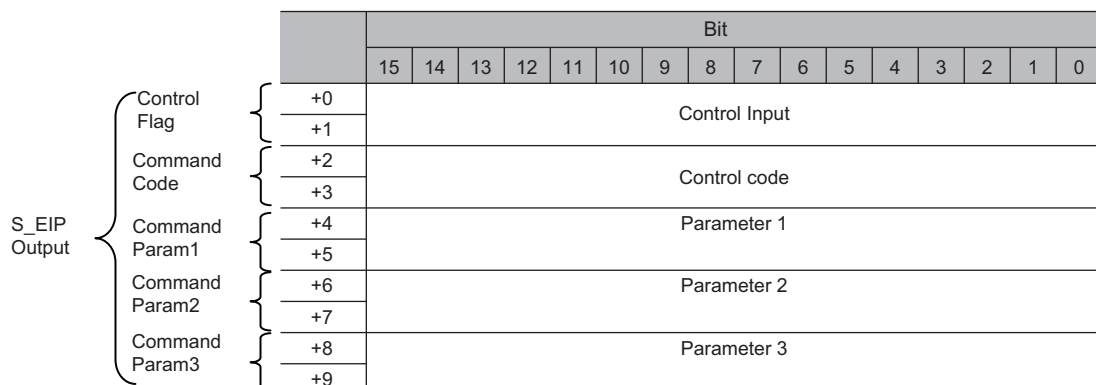 Bit
15 14 13 12 11 10 9 8 7 6 5 4 3 2 1 0
S_EIP
Output
Control
Flag
+0
+1
Control Input
Command
Code
+2
+3
Control code
Command
Param1
+4
+5
Parameter 1
Command
Param2
+6
+7
Parameter 2
Command
Param3
+8
+9
Parameter 3